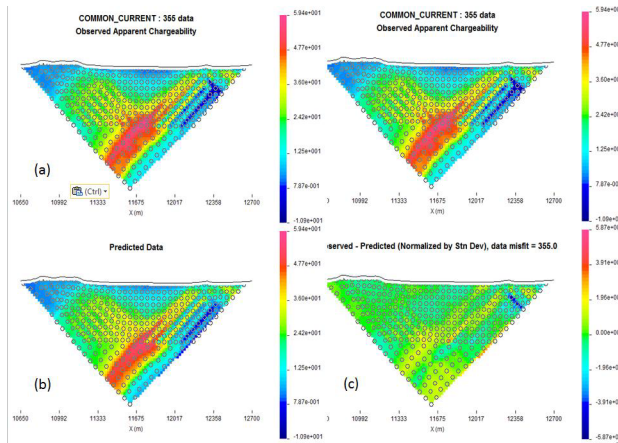 COMMON_CURRENT : 355 data
Observed Apparent Chargeability
5.94e+001
4.77e+001
3.60e+001
2.42e+001
1.25e+001
7.87e-001
-1.09e+001
(a)
(Ctrl)
10650 10992 11333 11675 12017 12358 12700
X (m)
COMMON_CURRENT : 355 data
Observed Apparent Chargeability
5.94e+00
4.77e+00
3.60e+00
2.42e+00
1.25e+00
7.87e-00
-1.09e+00
10650 10992 11333 11675 12017 12358 12700
X (m)
Predicted Data
5.94e+001
4.77e+001
3.60e+001
2.42e+001
1.25e+001
7.87e-001
-1.09e+001
(b)
10650 10992 11333 11675 12017 12358 12700
X (m)
served - Predicted (Normalized by Stn Dev), data misfit = 355.0
5.87e+00
3.91e+00
1.96e+00
0.00e+00
-1.96e+00
-3.91e+00
-5.87e+00
(c)
10650 10992 11333 11675 12017 12358 12700
X (m)